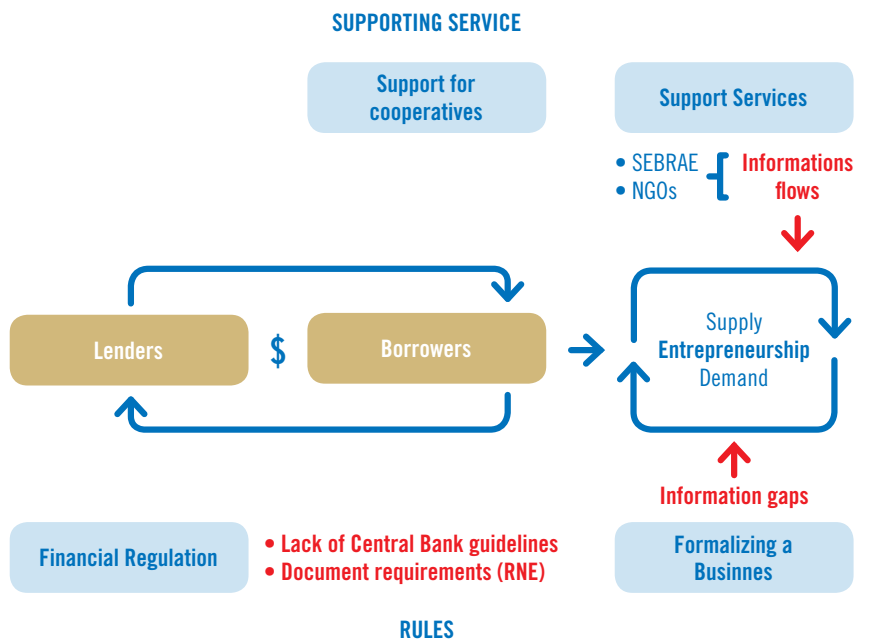 SUPPORTING SERVICE
Support for
cooperatives
Support Services
• SEBRAE
• NGOs
Informations
flows
Lenders
$
Borrowers
Supply
Entrepreneurship
Demand
Information gaps
Financial Regulation
• Lack of Central Bank guidelines
• Document requirements (RNE)
Formalizing a
Businnes
RULES